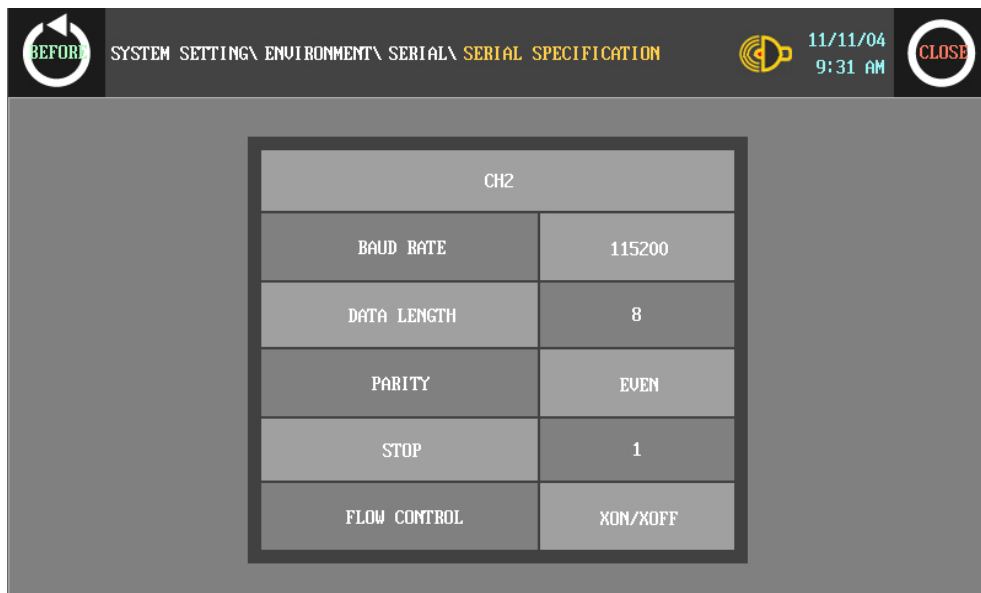 BEFORE
SYSTEM SETTING\ ENVIRONMENT\ SERIAL\ SERIAL SPECIFICATION
11/11/04
9:31 AM
CLOSE
CH2
BAUD RATE 115200
DATA LENGTH 8
PARITY EVEN
STOP 1
FLOW CONTROL XON/XOFF